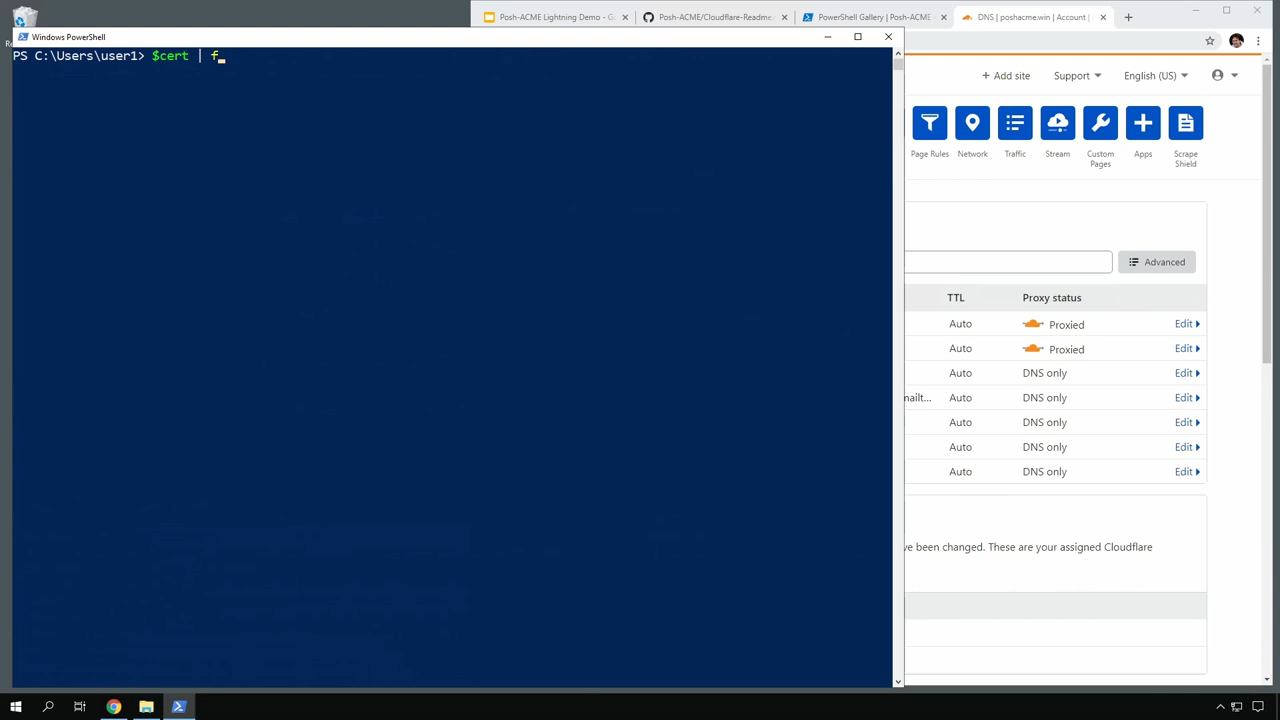 Posh-ACME Lightning Demo - Go
Posh-ACME/Cloudflare-Readme.
PowerShell Gallery | Posh-ACME
DNS | poshacme.win | Account |
Windows PowerShell
PS C:\Users\user1> $cert | f_
Add site
Support
English (US)
Page Rules
Network
Traffic
Stream
Custom Pages
Apps
Scrape Shield
Advanced
TTL
Proxy status
Auto
Proxied
Edit
Auto
Proxied
Edit
Auto
DNS only
Edit
mailt...
Auto
DNS only
Edit
Auto
DNS only
Edit
Auto
DNS only
Edit
Auto
DNS only
Edit
ve been changed. These are your assigned Cloudflare